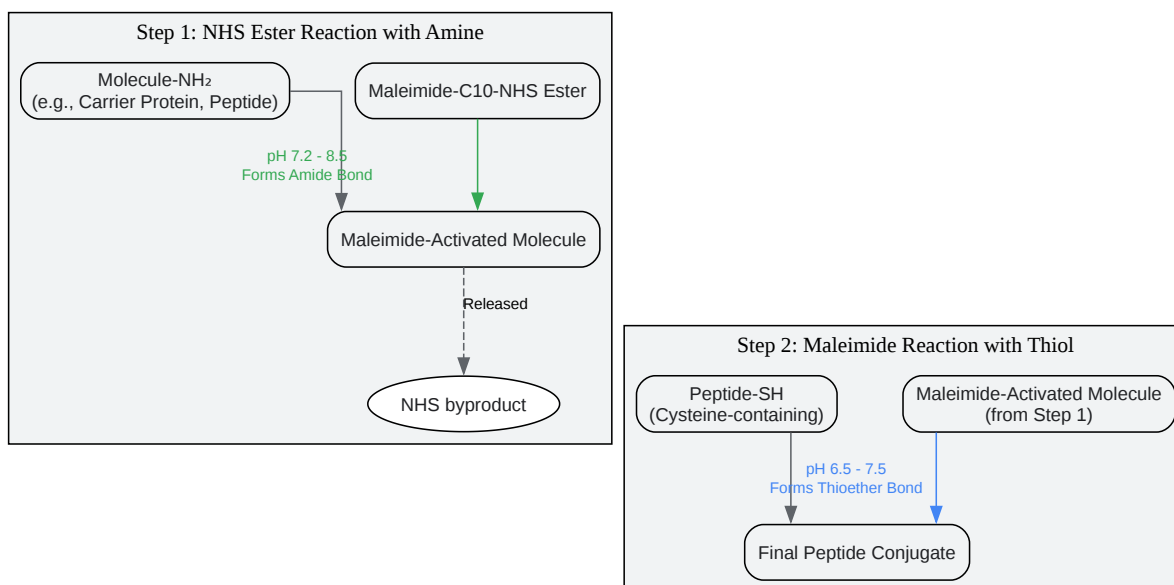 Step 1: NHS Ester Reaction with Amine
Molecule-NH₂
(e.g., Carrier Protein, Peptide)
Maleimide-C10-NHS Ester
pH 7.2 - 8.5
Forms Amide Bond
Maleimide-Activated Molecule
Released
NHS byproduct
Step 2: Maleimide Reaction with Thiol
Peptide-SH
(Cysteine-containing)
Maleimide-Activated Molecule
(from Step 1)
pH 6.5 - 7.5
Forms Thioether Bond
Final Peptide Conjugate